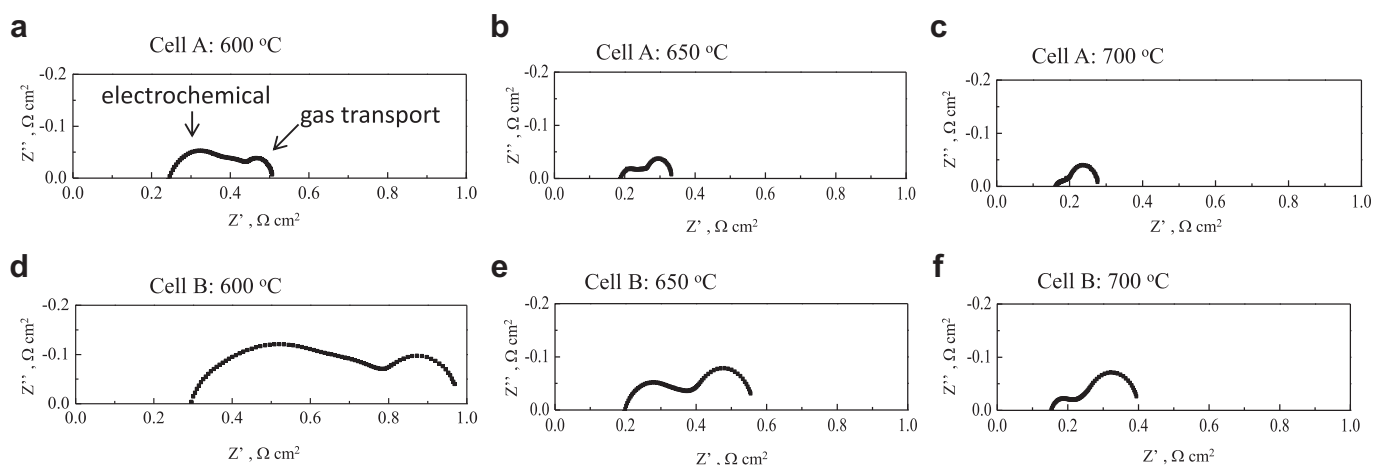 a
Cell A: 600 °C
-0.2
-0.1
0.0
Z'' , Ω cm²
electrochemical
gas transport
0.0 0.2 0.4 0.6 0.8 1.0
Z' , Ω cm²
b
Cell A: 650 °C
-0.2
-0.1
0.0
Z'' , Ω cm²
0.0 0.2 0.4 0.6 0.8 1.0
Z' , Ω cm²
c
Cell A: 700 °C
-0.2
-0.1
0.0
Z'' , Ω cm²
0.0 0.2 0.4 0.6 0.8 1.0
Z' , Ω cm²
d
Cell B: 600 °C
-0.2
-0.1
0.0
Z'' , Ω cm²
0.0 0.2 0.4 0.6 0.8 1.0
Z' , Ω cm²
e
Cell B: 650 °C
-0.2
-0.1
0.0
Z'' , Ω cm²
0.0 0.2 0.4 0.6 0.8 1.0
Z' , Ω cm²
f
Cell B: 700 °C
-0.2
-0.1
0.0
Z'' , Ω cm²
0.0 0.2 0.4 0.6 0.8 1.0
Z' , Ω cm²